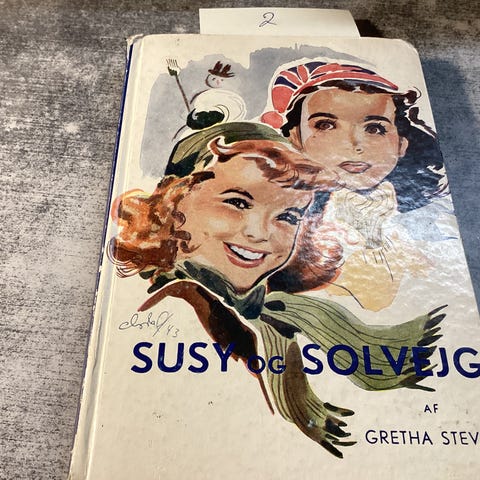 2
SUSY OG SOLVEJG
AF
GRETHA STEV